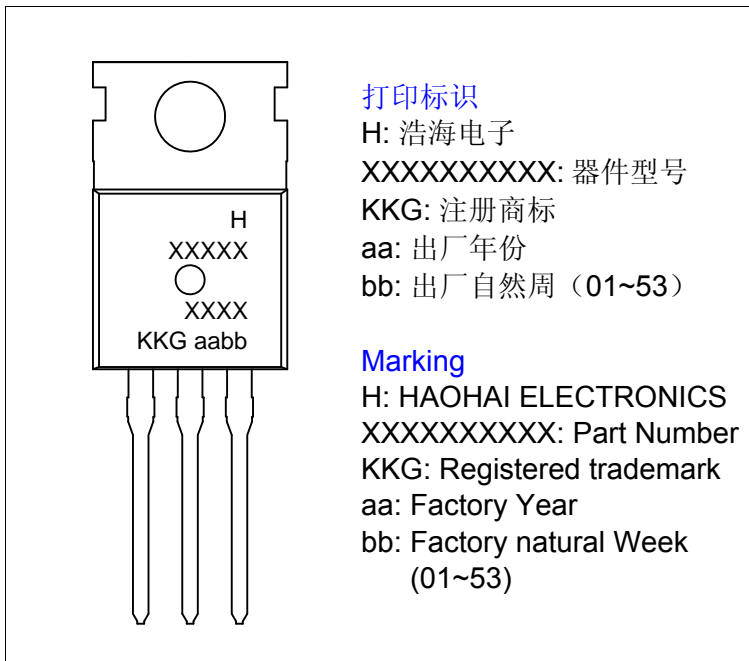 H
XXXXX
XXXX
KKG aabb
打印标识
H: 浩海电子
XXXXXXXXXX: 器件型号
KKG: 注册商标
aa: 出厂年份
bb: 出厂自然周（01~53）
Marking
H: HAOHAI ELECTRONICS
XXXXXXXXXX: Part Number
KKG: Registered trademark
aa: Factory Year
bb: Factory natural Week
(01~53)